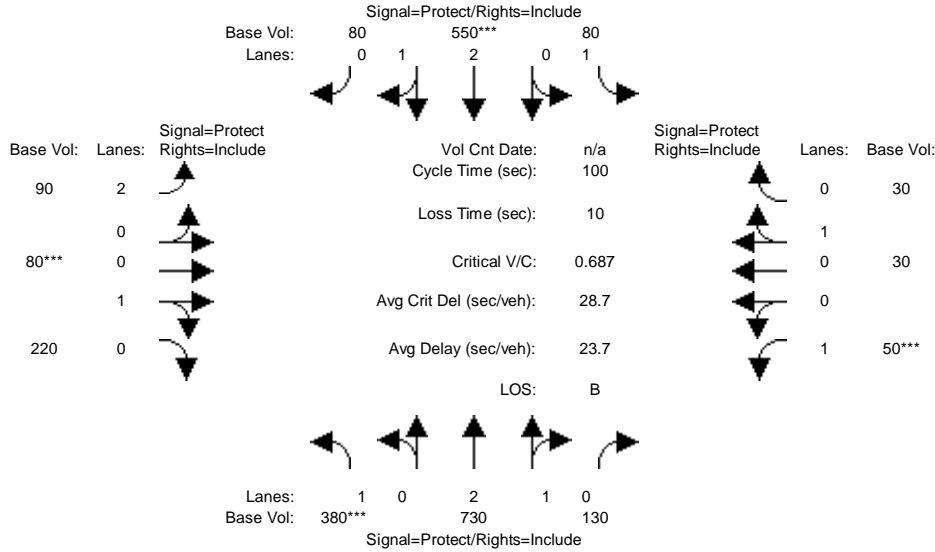 Signal=Protect/Rights=Include
Base Vol: 80 550*** 80
Lanes: 0 1 2 0 1
Signal=Protect
Base Vol: Lanes: Rights=Include
Vol Cnt Date: n/a
Signal=Protect
Rights=Include Lanes: Base Vol:
Cycle Time (sec): 100
90 2
0 30
Loss Time (sec): 10
0
1
80*** 0
Critical V/C: 0.687
0 30
1
Avg Crit Del (sec/veh): 28.7
0
220 0
Avg Delay (sec/veh): 23.7
1 50***
LOS: B
Lanes: 1 0 2 1 0
Base Vol: 380*** 730 130
Signal=Protect/Rights=Include